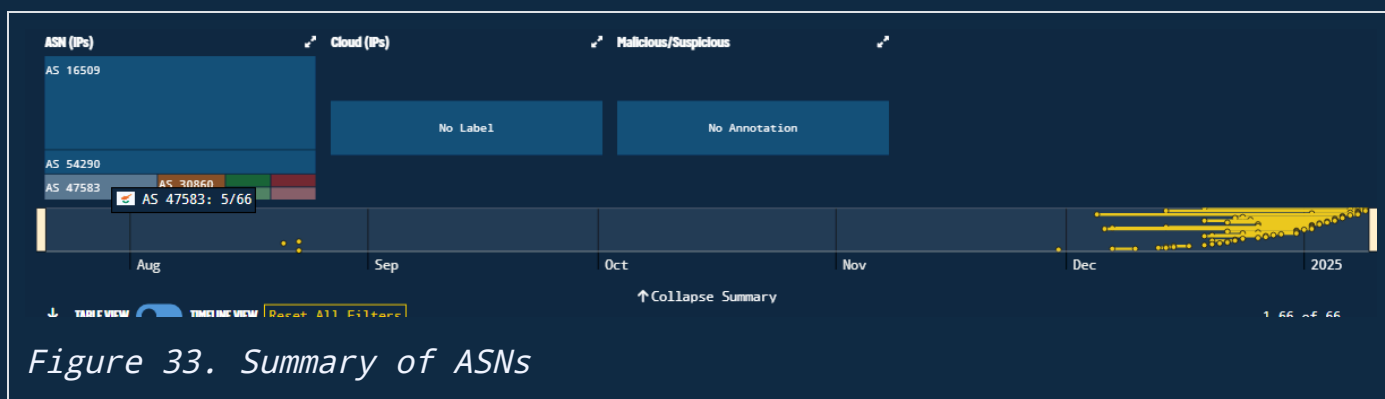 ASN (IPs) Cloud (IPs) Malicious/Suspicious
AS 16509
No Label No Annotation
AS 54290
AS 47583 AS 30860
AS 47583: 5/66
Aug Sep Oct Nov Dec 2025
↑Collapse Summary
TABLE VIEW TIMELINE VIEW Reset All Filters 1-66 of 66
Figure 33. Summary of ASNs